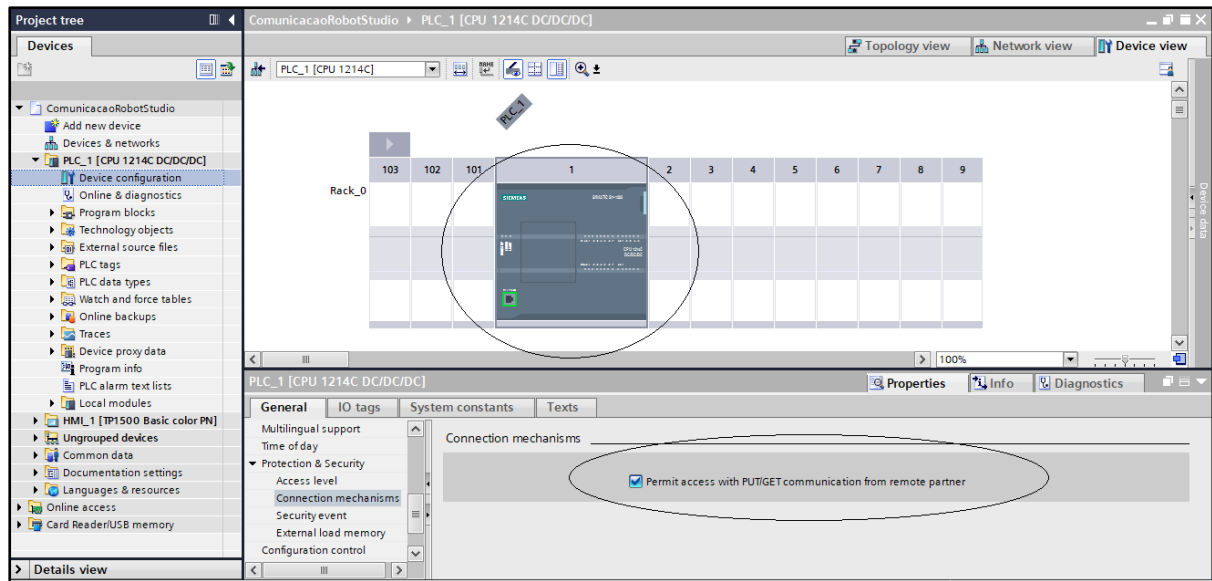 Project tree
Devices
ComunicacaoRobotStudio
Add new device
Devices & networks
PLC_1 [CPU 1214C DC/DC/DC]
Device configuration
Online & diagnostics
Program blocks
Technology objects
External source files
PLC tags
PLC data types
Watch and force tables
Online backups
Traces
Device proxy data
Program info
PLC alarm text lists
Local modules
HMI_1 [TP1500 Basic color PN]
Ungrouped devices
Common data
Documentation settings
Languages & resources
Online access
Card Reader/USB memory
Details view
ComunicacaoRobotStudio PLC_1 [CPU 1214C DC/DC/DC]
Topology view Network view Device view
PLC_1 [CPU 1214C]
PLC_1
103 102 101 1 2 3 4 5 6 7 8 9
Rack_0
SIEMENS
Device data
100%
PLC_1 [CPU 1214C DC/DC/DC]
Properties Info Diagnostics
General IO tags System constants Texts
Multilingual support
Time of day
Protection & Security
Access level
Connection mechanisms
Security event
External load memory
Configuration control
Connection mechanisms
Permit access with PUT/GET communication from remote partner